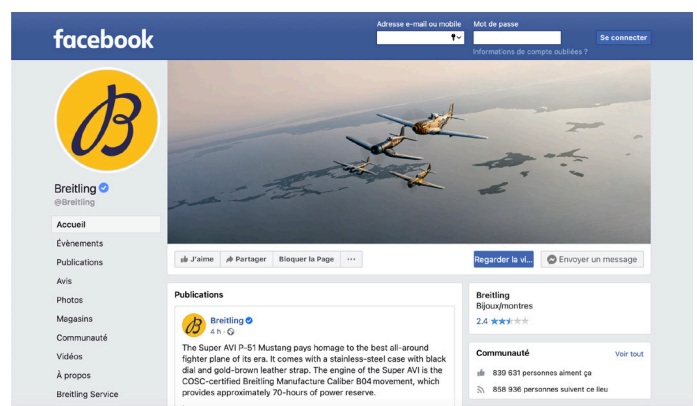 Adresse e-mail ou mobile
Mot de passe
facebook
Se connecter
Informations de compte oubliées ?
B
Breitling
@Breitling
Accueil
Évènements
Publications
Avis
Photos
Magasins
Communauté
Vidéos
À propos
Breitling Service
J'aime
Partager
Bloquer la Page
Regarder la vi...
Envoyer un message
Publications
Breitling
4 h ·
The Super AVI P-51 Mustang pays homage to the best all-around
fighter plane of its era. It comes with a stainless-steel case with black
dial and gold-brown leather strap. The engine of the Super AVI is the
COSC-certified Breitling Manufacture Caliber B04 movement, which
provides approximately 70-hours of power reserve.
Breitling
Bijoux/montres
2,4
Communauté
Voir tout
839 631 personnes aiment ça
858 936 personnes suivent ce lieu